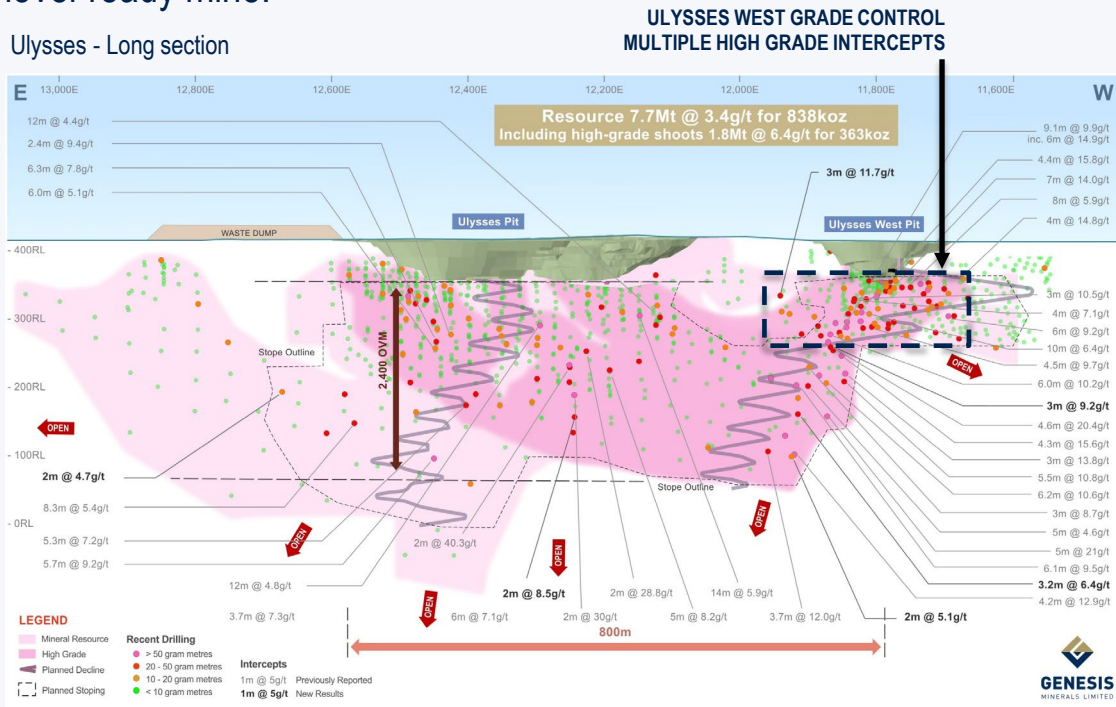 Ulysses - Long section
ULYSSES WEST GRADE CONTROL
MULTIPLE HIGH GRADE INTERCEPTS
E
13,000E
12,800E
12,600E
12,400E
12,200E
12,000E
11,800E
11,600E
W
Resource 7.7Mt @ 3.4g/t for 838koz
Including high-grade shoots 1.8Mt @ 6.4g/t for 363koz
12m @ 4.4g/t
2.4m @ 9.4g/t
6.3m @ 7.8g/t
6.0m @ 5.1g/t
3m @ 11.7g/t
9.1m @ 9.9g/t
inc. 6m @ 14.9g/t
4.4m @ 15.8g/t
7m @ 14.0g/t
8m @ 5.9g/t
4m @ 14.8g/t
WASTE DUMP
Ulysses Pit
Ulysses West Pit
- 400RL
- 300RL
- 200RL
- 100RL
- 0RL
Stope Outline
2,400 OVM
Stope Outline
3m @ 10.5g/t
4m @ 7.1g/t
6m @ 9.2g/t
10m @ 6.4g/t
4.5m @ 9.7g/t
6.0m @ 10.2g/t
3m @ 9.2g/t
4.6m @ 20.4g/t
4.3m @ 15.6g/t
3m @ 13.8g/t
5.5m @ 10.8g/t
6.2m @ 10.6g/t
3m @ 8.7g/t
5m @ 4.6g/t
5m @ 21g/t
6.1m @ 9.5g/t
3.2m @ 6.4g/t
4.2m @ 12.9g/t
OPEN
OPEN
OPEN
OPEN
OPEN
OPEN
2m @ 4.7g/t
8.3m @ 5.4g/t
5.3m @ 7.2g/t
5.7m @ 9.2g/t
12m @ 4.8g/t
3.7m @ 7.3g/t
2m @ 40.3g/t
6m @ 7.1g/t
2m @ 8.5g/t
2m @ 30g/t
2m @ 28.8g/t
5m @ 8.2g/t
14m @ 5.9g/t
3.7m @ 12.0g/t
2m @ 5.1g/t
800m
LEGEND
Mineral Resource
High Grade
Planned Decline
Planned Stoping
Recent Drilling
> 50 gram metres
20 - 50 gram metres
10 - 20 gram metres
< 10 gram metres
Intercepts
1m @ 5g/t Previously Reported
1m @ 5g/t New Results
GENESIS
MINERALS LIMITED